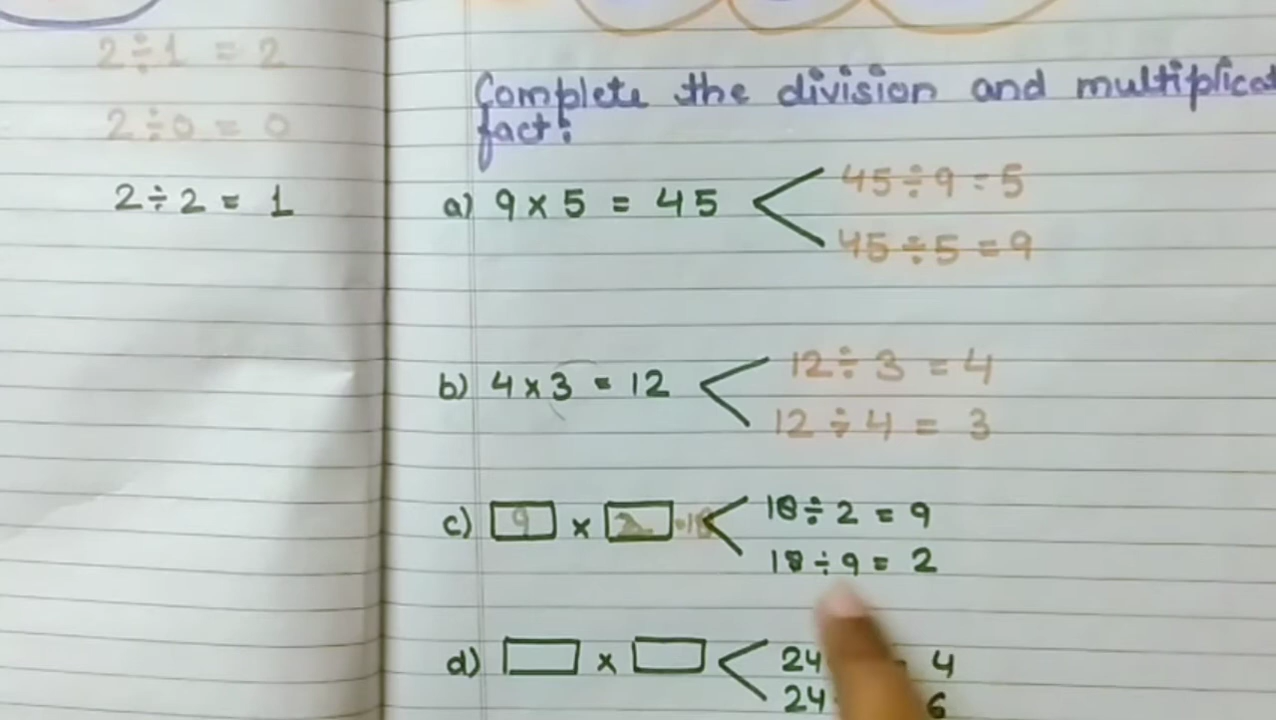 2÷1 = 2
2÷0 = 0
2÷2 = 1
Complete the division and multiplicat
fact:
a) 9 x 5 = 45
45÷9 = 5
45÷5 = 9
b) 4 x 3 = 12
12÷3 = 4
12÷4 = 3
c) 9 x 2 = 18
18÷2 = 9
18÷9 = 2
d) x
24 4
24 6